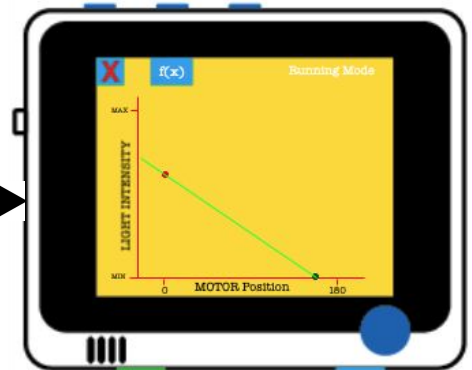 X f(x) Running Mode
MAX
LIGHT INTENSITY
MIN
0 MOTOR Position 180